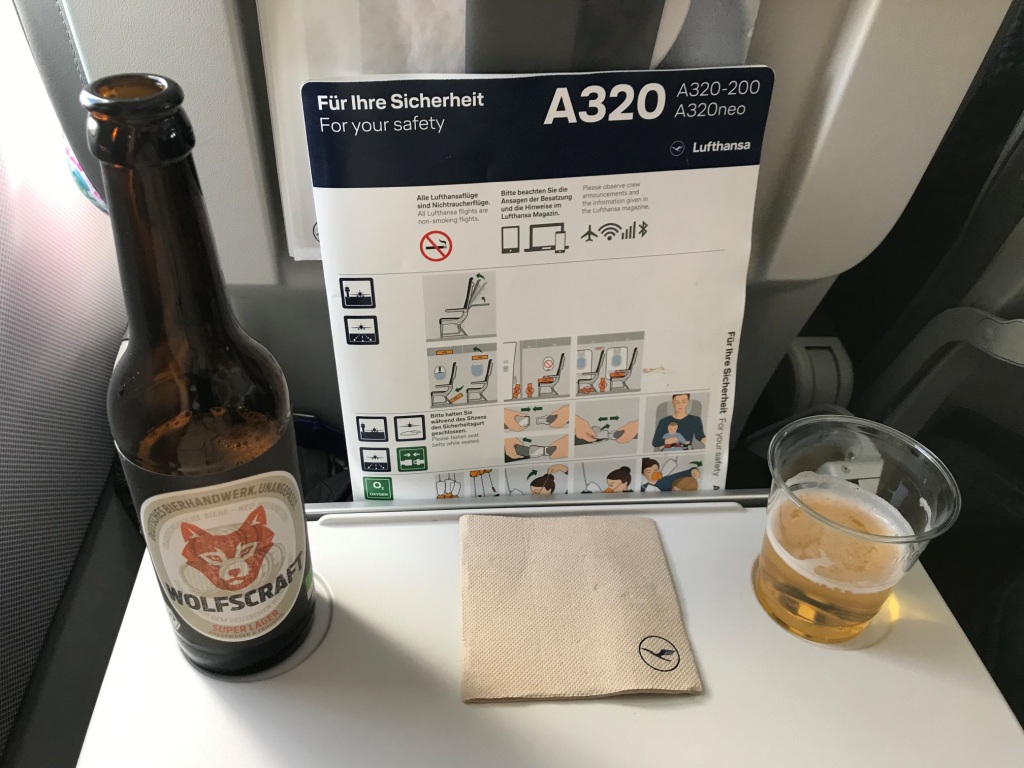 Für Ihre Sicherheit
For your safety
A320
A320-200
A320neo
Lufthansa
Alle Lufthansaflüge
sind Nichtraucherflüge.
All Lufthansa flights are
non-smoking flights.
Bitte beachten Sie die
Ansagen der Besatzung
und die Hinweise im
Lufthansa Magazin.
Please observe crew
announcements and
the information given in
the Lufthansa magazine.
Bitte halten Sie
während des Sitzens
den Sicherheitsgurt
geschlossen.
Please fasten seat
belts while seated.
O₂
OXYGEN
Für Ihre Sicherheit For your safety A
BIERHANDWERK. UNANGEP
WOLFSCRAFT
SUPER LAGER